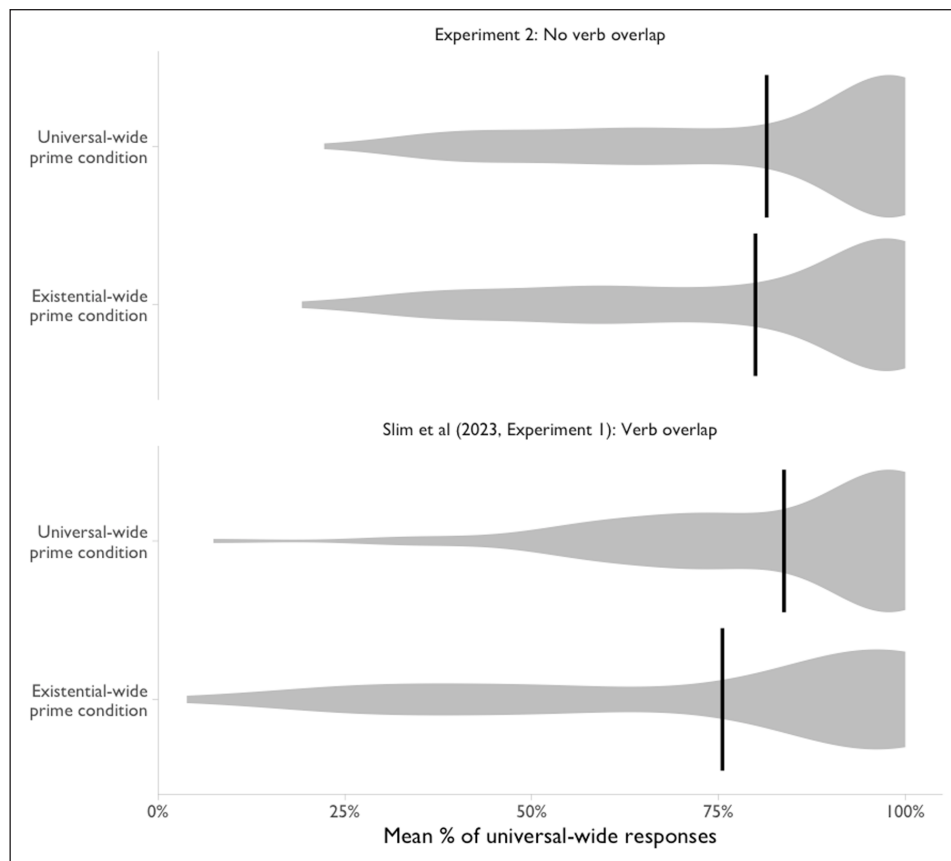 Experiment 2: No verb overlap
Universal-wide
prime condition
Existential-wide
prime condition
Slim et al (2023, Experiment 1): Verb overlap
Universal-wide
prime condition
Existential-wide
prime condition
0%
25%
50%
75%
100%
Mean % of universal-wide responses